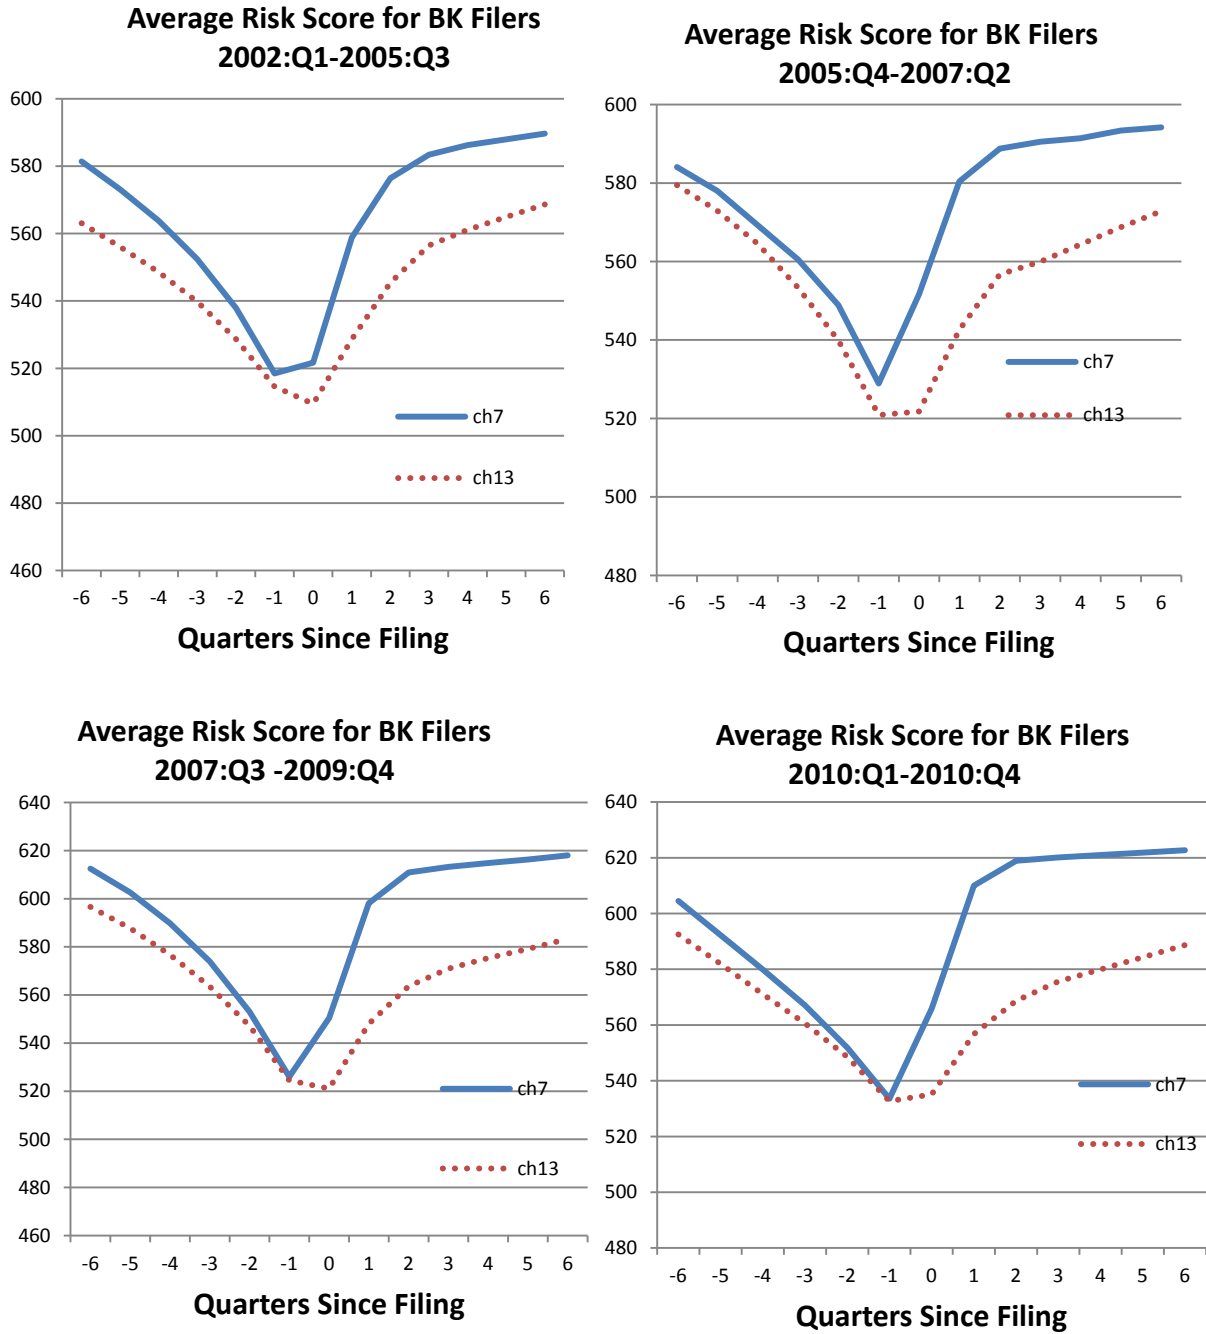 Average Risk Score for BK Filers
2002:Q1-2005:Q3
600
580
560
540
520
500
480
460
ch7
ch13
-6 -5 -4 -3 -2 -1 0 1 2 3 4 5 6
Quarters Since Filing
Average Risk Score for BK Filers
2005:Q4-2007:Q2
600
580
560
540
520
500
480
ch7
ch13
-6 -5 -4 -3 -2 -1 0 1 2 3 4 5 6
Quarters Since Filing
Average Risk Score for BK Filers
2007:Q3 -2009:Q4
640
620
600
580
560
540
520
500
480
460
ch7
ch13
-6 -5 -4 -3 -2 -1 0 1 2 3 4 5 6
Quarters Since Filing
Average Risk Score for BK Filers
2010:Q1-2010:Q4
640
620
600
580
560
540
520
500
480
ch7
ch13
-6 -5 -4 -3 -2 -1 0 1 2 3 4 5 6
Quarters Since Filing